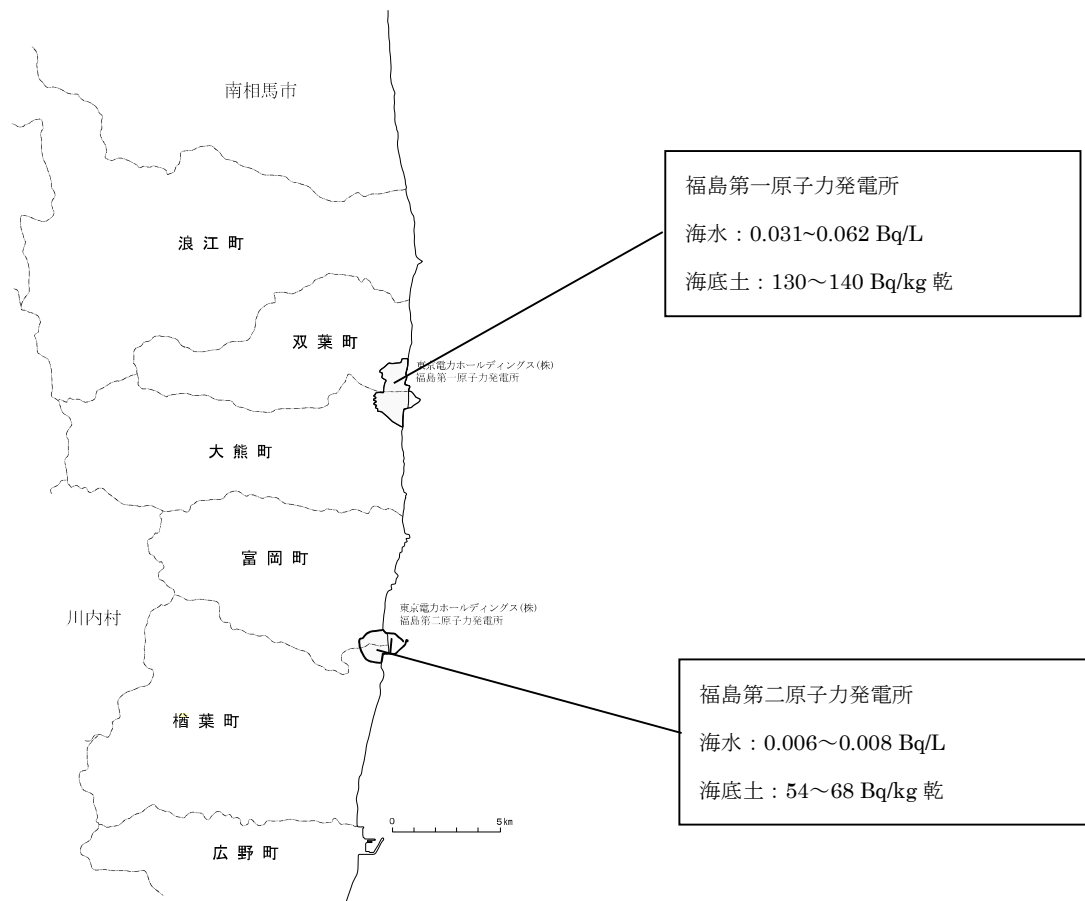 南相馬市
福島第一原子力発電所
海水：0.031~0.062 Bq/L
海底土：130～140 Bq/kg 乾
浪江町
双葉町
東京電力ホールディングス(株)
福島第一原子力発電所
大熊町
富岡町
川内村
東京電力ホールディングス(株)
福島第二原子力発電所
福島第二原子力発電所
海水：0.006～0.008 Bq/L
海底土：54～68 Bq/kg 乾
楢葉町
0 5km
広野町